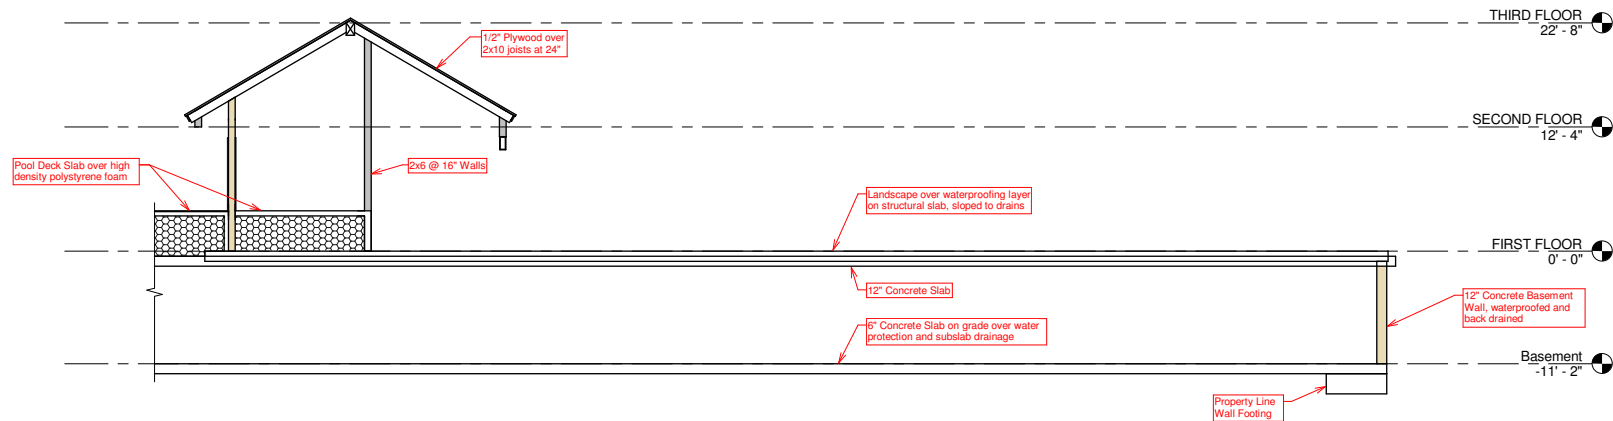 THIRD FLOOR
22' - 8"
1/2" Plywood over
2x10 joists at 24"
SECOND FLOOR
12' - 4"
Pool Deck Slab over high
density polystyrene foam
2x6 @ 16" Walls
Landscape over waterproofing layer
on structural slab, sloped to drains
FIRST FLOOR
0' - 0"
12" Concrete Slab
12" Concrete Basement
Wall, waterproofed and
back drained
6" Concrete Slab on grade over water
protection and subslab drainage
Basement
-11' - 2"
Property Line
Wall Footing